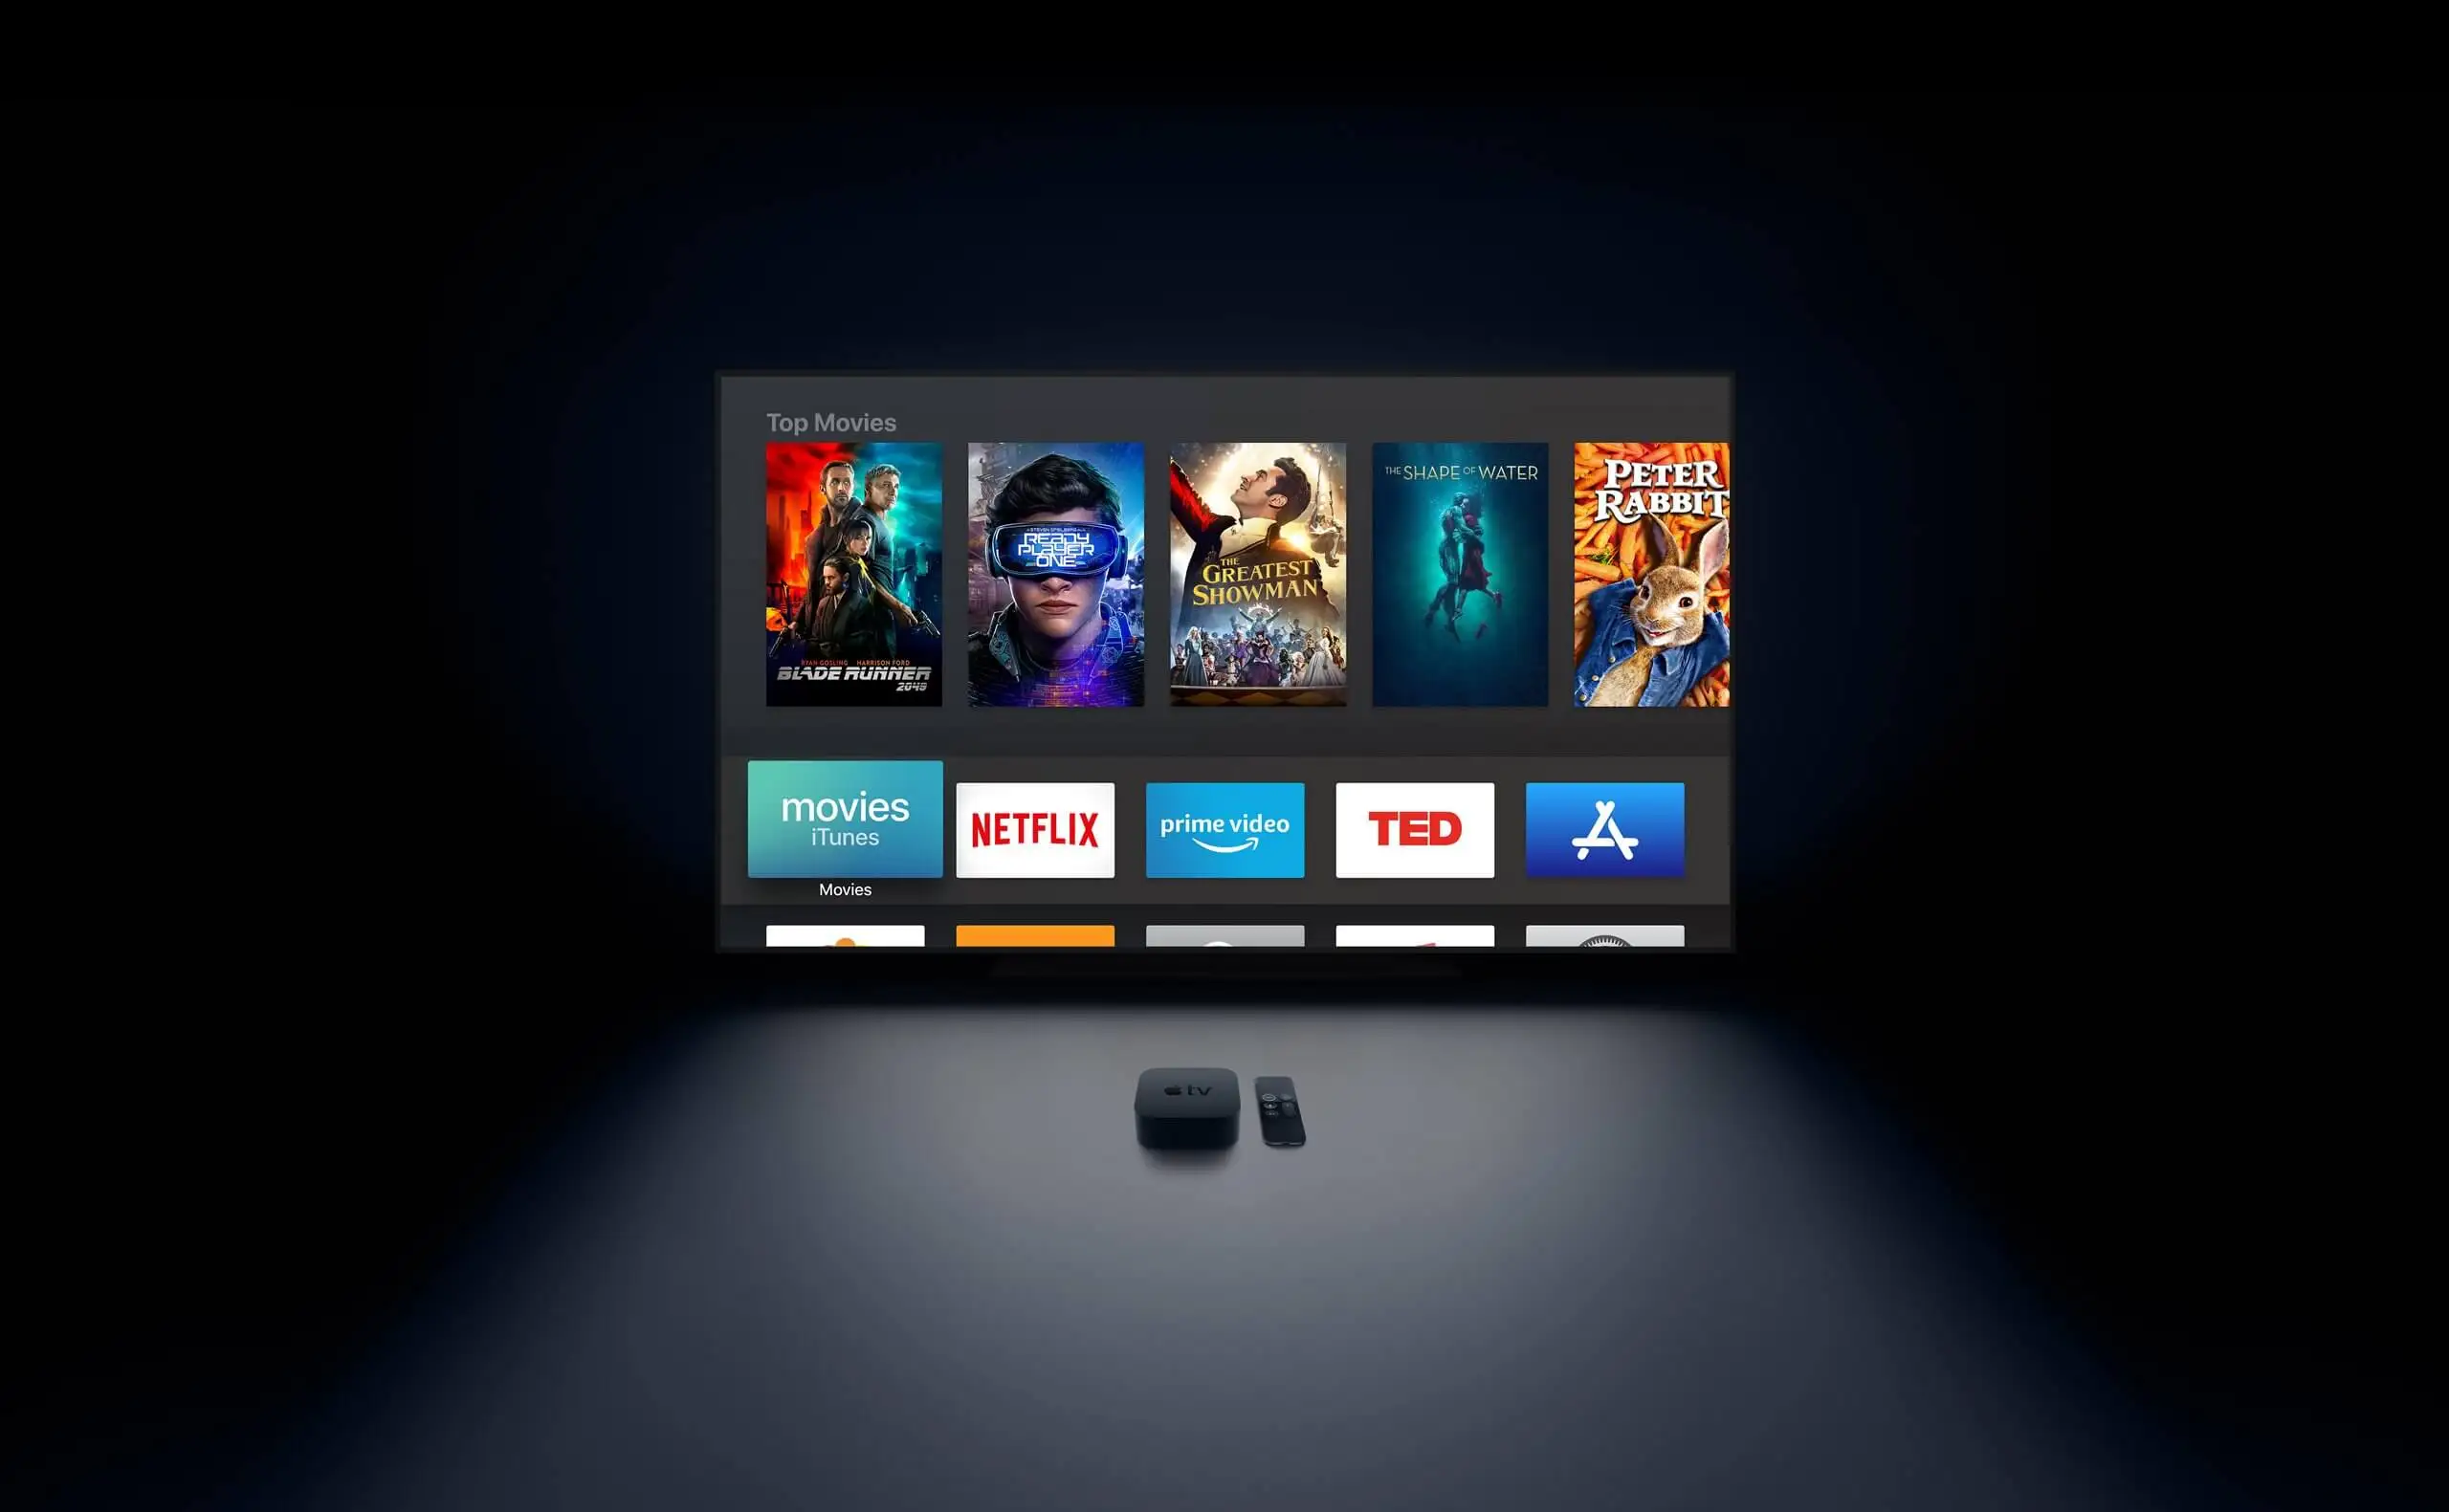 Top Movies
RYAN GOSLING HARRISON FORD
BLADE RUNNER
2049
READY
PLAYER
ONE
THE
GREATEST
SHOWMAN
THE SHAPE OF WATER
PETER
RABBIT
movies
iTunes
Movies
NETFLIX
prime video
TED
tv